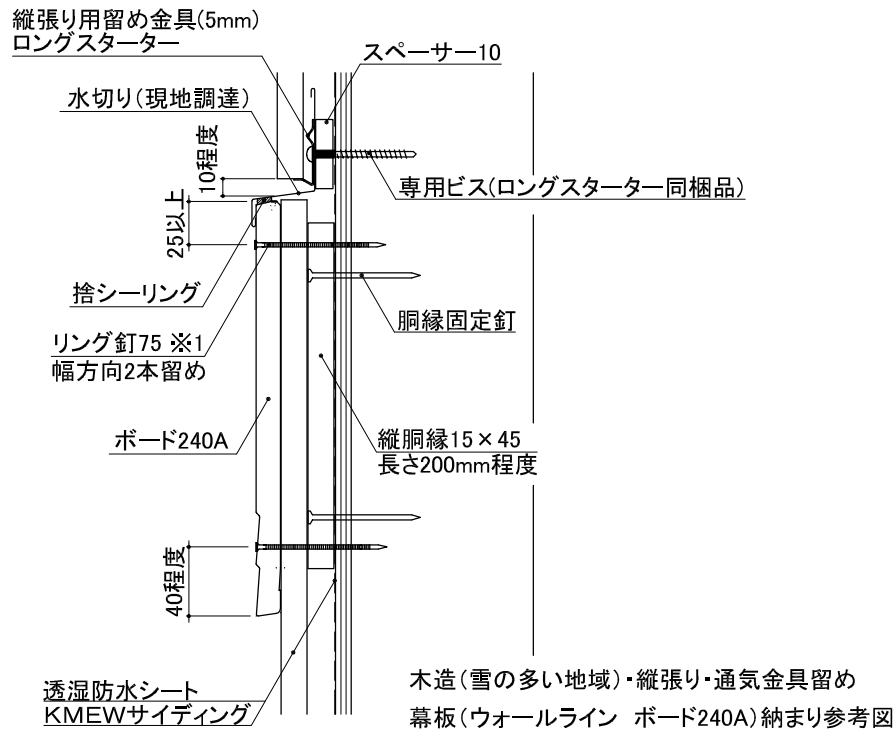 縦張り用留め金具(5mm)
ロングスターター
スペーサー10
水切り(現地調達)
10程度
専用ビス(ロングスターター同梱品)
25以上
捨シーリング
胴縁固定釘
リング釘75 ※1
幅方向2本留め
ボード240A
縦胴縁15×45
長さ200mm程度
40程度
透湿防水シート
KMEWサイディング
木造(雪の多い地域)・縦張り・通気金具留め
幕板(ウォールライン ボード240A)納まり参考図